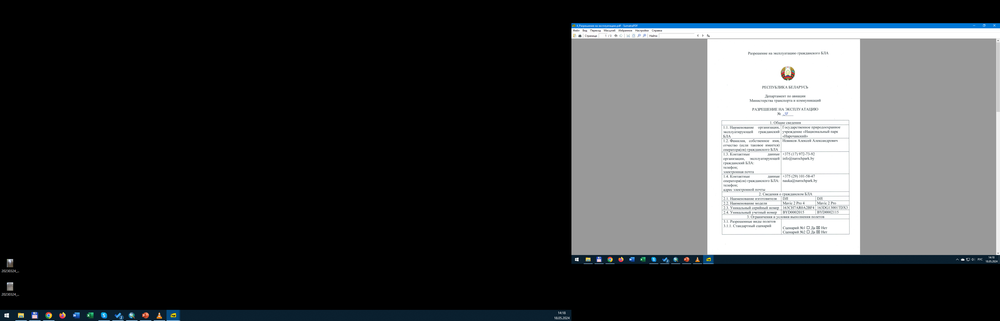 20230324_...
20230324_...
14:18
18.05.2024
4_Разрешение на эксплуатацию.pdf - SumatraPDF
Файл Вид Переход Масштаб Избранное Настройки Справка
Страница: 1 / 3 Найти:
Разрешение на эксплуатацию гражданского БЛА
РЕСПУБЛИКА БЕЛАРУСЬ
Департамент по авиации
Министерства транспорта и коммуникаций
РАЗРЕШЕНИЕ НА ЭКСПЛУАТАЦИЮ
№ 37
1. Общие сведения
1.1. Наименование организации,
эксплуатирующей гражданский
БЛА
Государственное природоохранное
учреждение «Национальный парк
«Нарочанский»
1.2. Фамилия, собственное имя,
отчество (если таковое имеется)
оператора(ов) гражданского БЛА
Новиков Алексей Александрович
1.3. Контактные данные
организации, эксплуатирующей
гражданский БЛА:
телефон;
электронная почта
+375 (17) 972-73-92
info@narochpark.by
1.4. Контактные данные
оператора(ов) гражданского БЛА:
телефон;
адрес электронной почты
+375 (29) 101-58-47
nauka@narochpark.by
2. Сведения о гражданском БЛА
2.1. Наименование изготовителя DJI DJI
2.2. Наименование модели Mavic 2 Pro 4 Mavic 2 Pro
2.3. Уникальный серийный номер 163CH7AR0A2BF4 163DG13001TDX3
2.4. Уникальный учетный номер BYD0002015 BYD0002115
3. Ограничения и условия выполнения полетов
3.1. Разрешенные виды полетов
3.1.1. Стандартный сценарий
Сценарий №1 ☐ Да ☒ Нет
Сценарий №2 ☐ Да ☒ Нет
2
РУС
14:18
18.05.2024
2